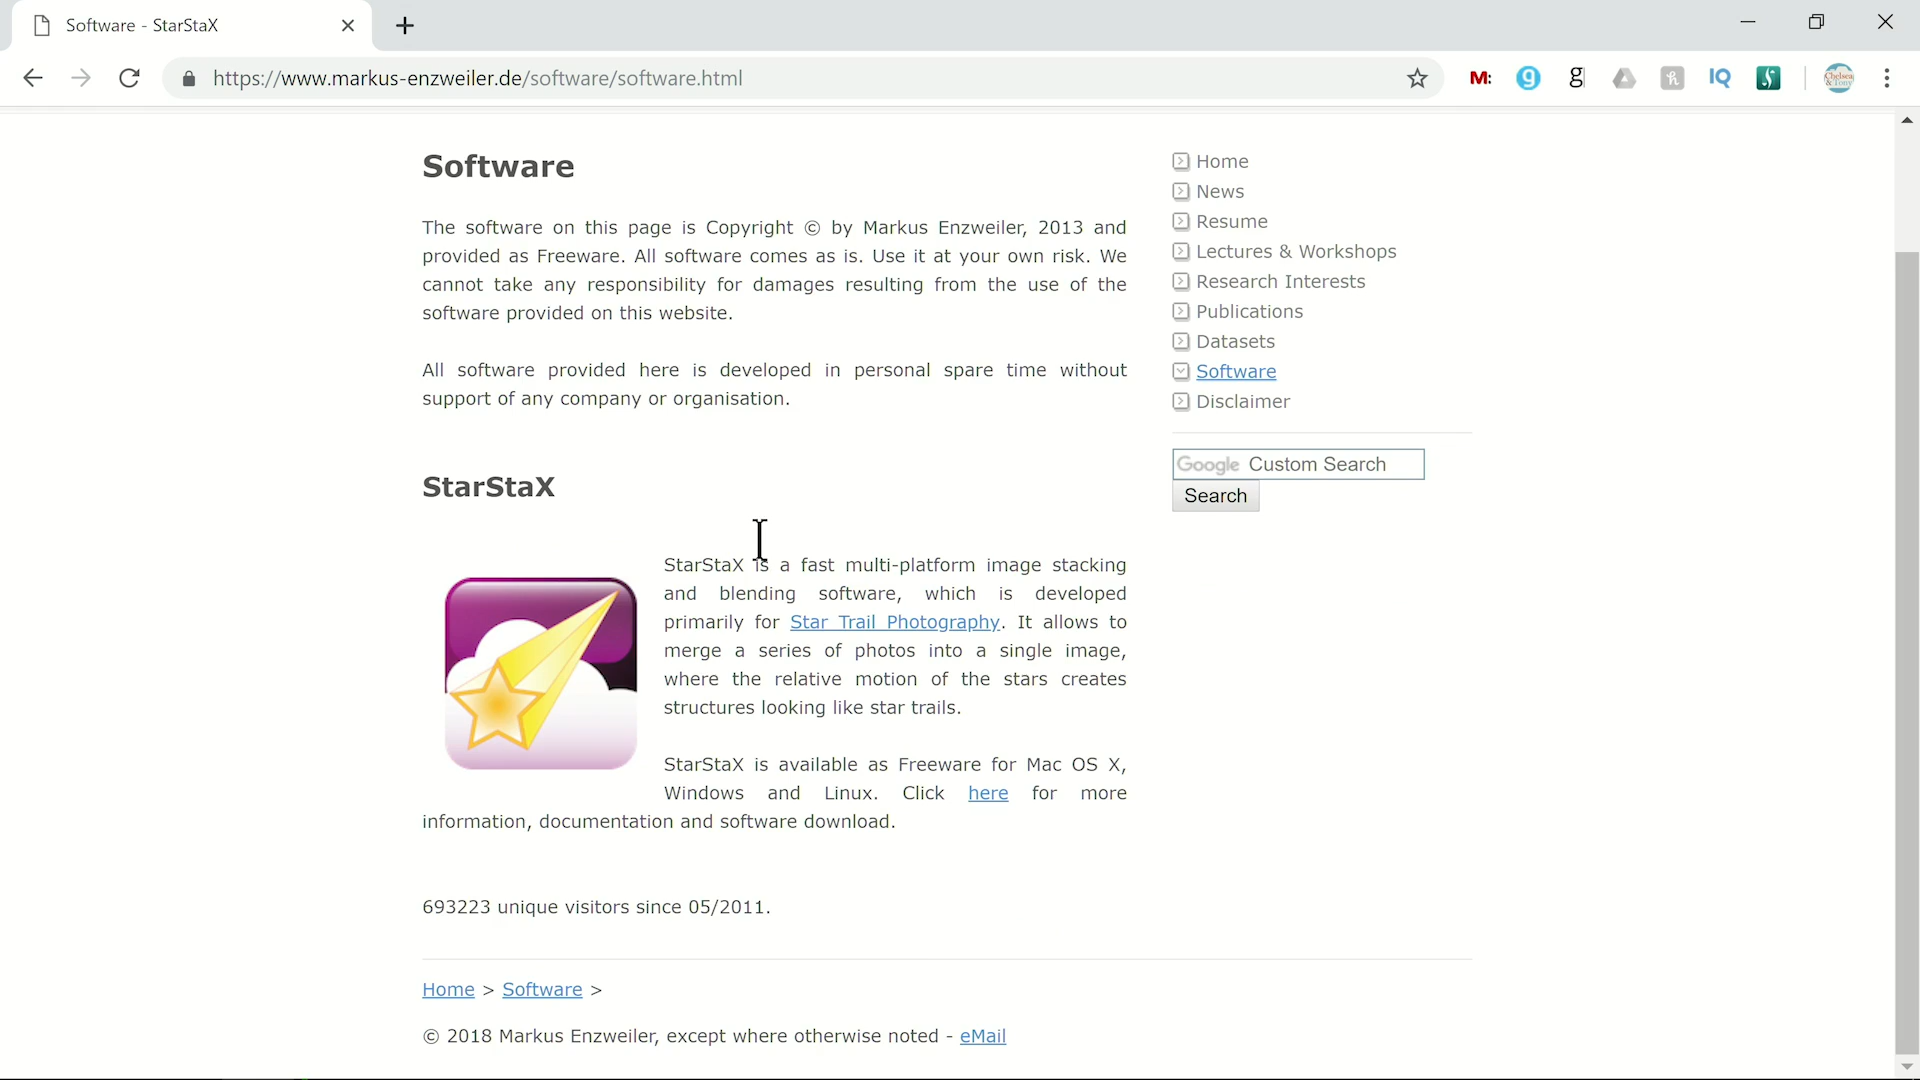 Software - StarStaX
https://www.markus-enzweiler.de/software/software.html
M:
g
g
h
IQ
Chelsea
& Tony
Software
The software on this page is Copyright © by Markus Enzweiler, 2013 and
provided as Freeware. All software comes as is. Use it at your own risk. We
cannot take any responsibility for damages resulting from the use of the
software provided on this website.
All software provided here is developed in personal spare time without
support of any company or organisation.
StarStaX
StarStaX is a fast multi-platform image stacking
and blending software, which is developed
primarily for Star Trail Photography. It allows to
merge a series of photos into a single image,
where the relative motion of the stars creates
structures looking like star trails.
StarStaX is available as Freeware for Mac OS X,
Windows and Linux. Click here for more
information, documentation and software download.
693223 unique visitors since 05/2011.
Home > Software >
© 2018 Markus Enzweiler, except where otherwise noted - eMail
Home
News
Resume
Lectures & Workshops
Research Interests
Publications
Datasets
Software
Disclaimer
Google Custom Search
Search